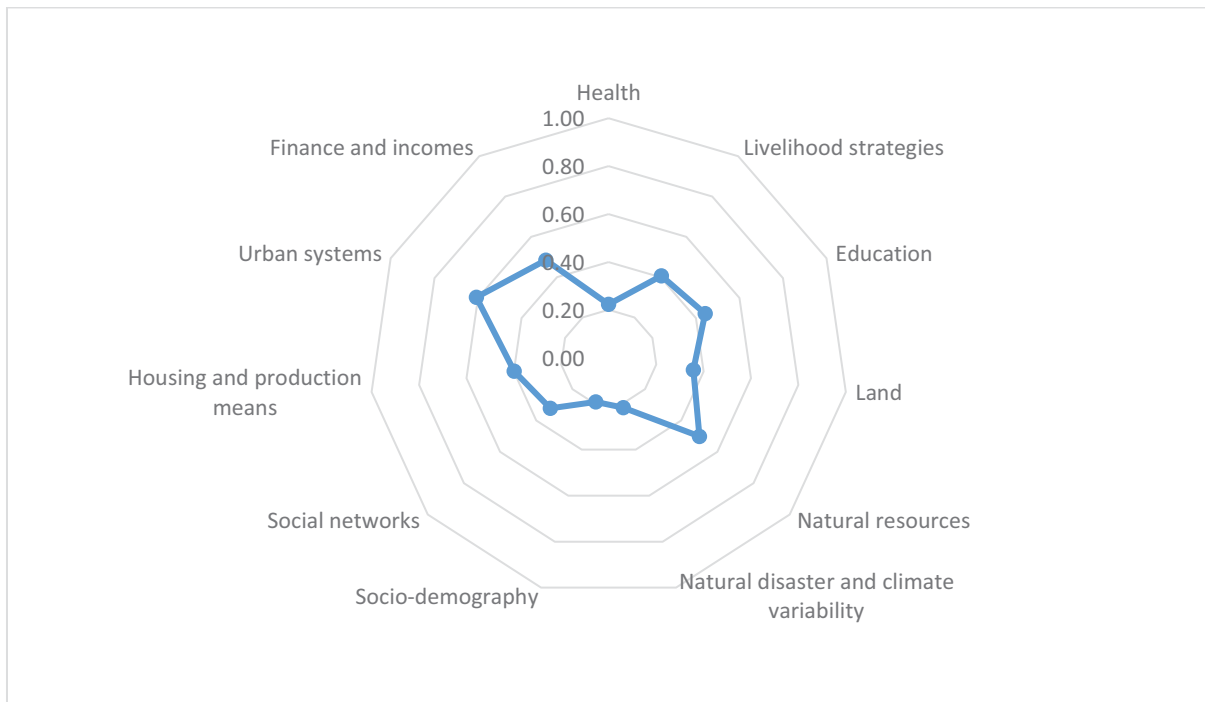 Health
1.00
Finance and incomes
Livelihood strategies
0.80
0.60
Urban systems
Education
0.40
0.20
0.00
Housing and production
means
Land
Social networks
Natural resources
Socio-demography
Natural disaster and climate
variability